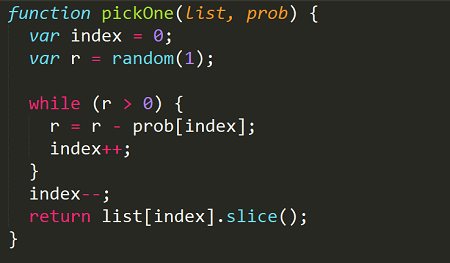 function pickOne(list, prob) {
  var index = 0;
  var r = random(1);

  while (r > 0) {
    r = r - prob[index];
    index++;
  }
  index--;
  return list[index].slice();
}